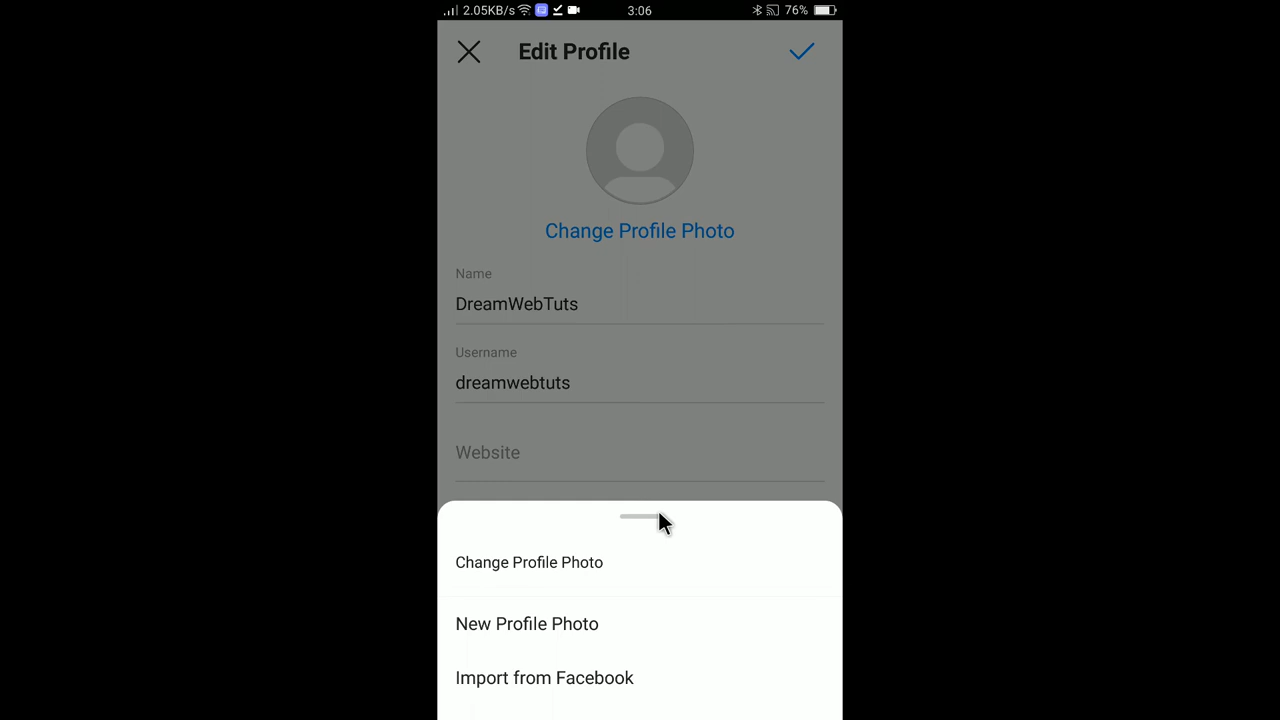 2.05KB/s 3:06 76%
Edit Profile
Change Profile Photo
Name
DreamWebTuts
Username
dreamwebtuts
Website
Change Profile Photo
New Profile Photo
Import from Facebook